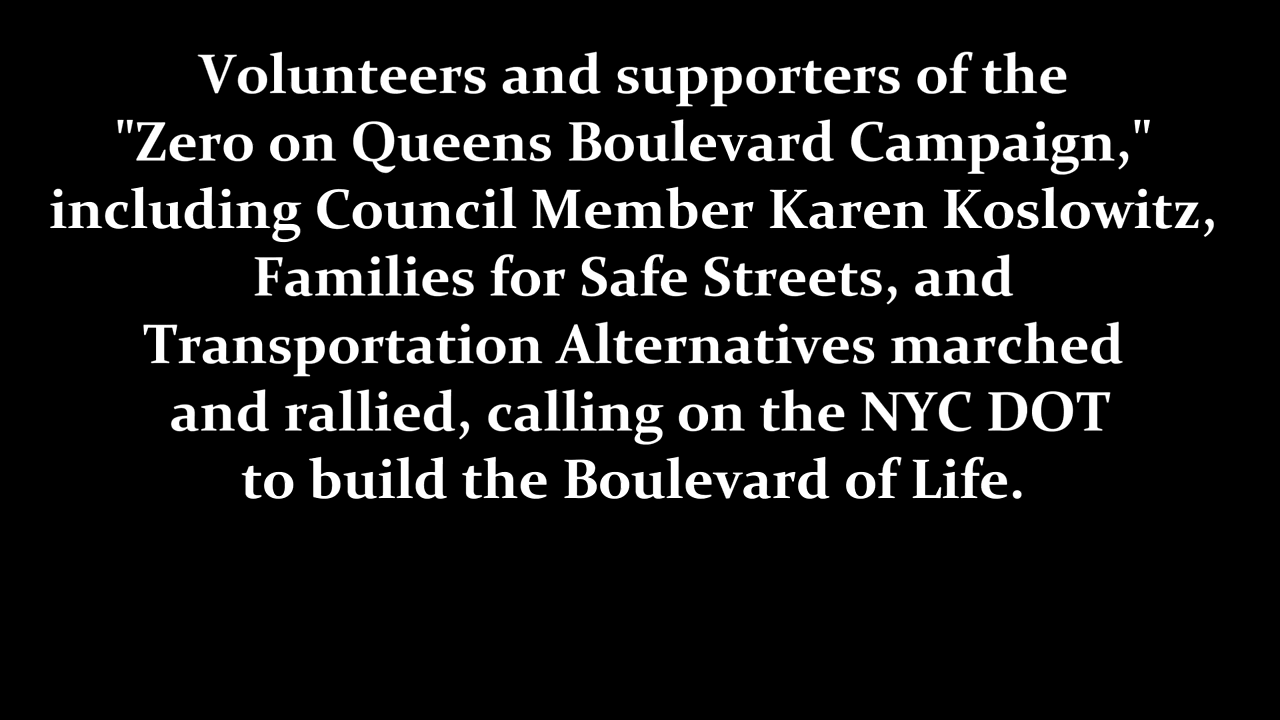 Volunteers and supporters of the
"Zero on Queens Boulevard Campaign,"
including Council Member Karen Koslowitz,
Families for Safe Streets, and
Transportation Alternatives marched
and rallied, calling on the NYC DOT
to build the Boulevard of Life.